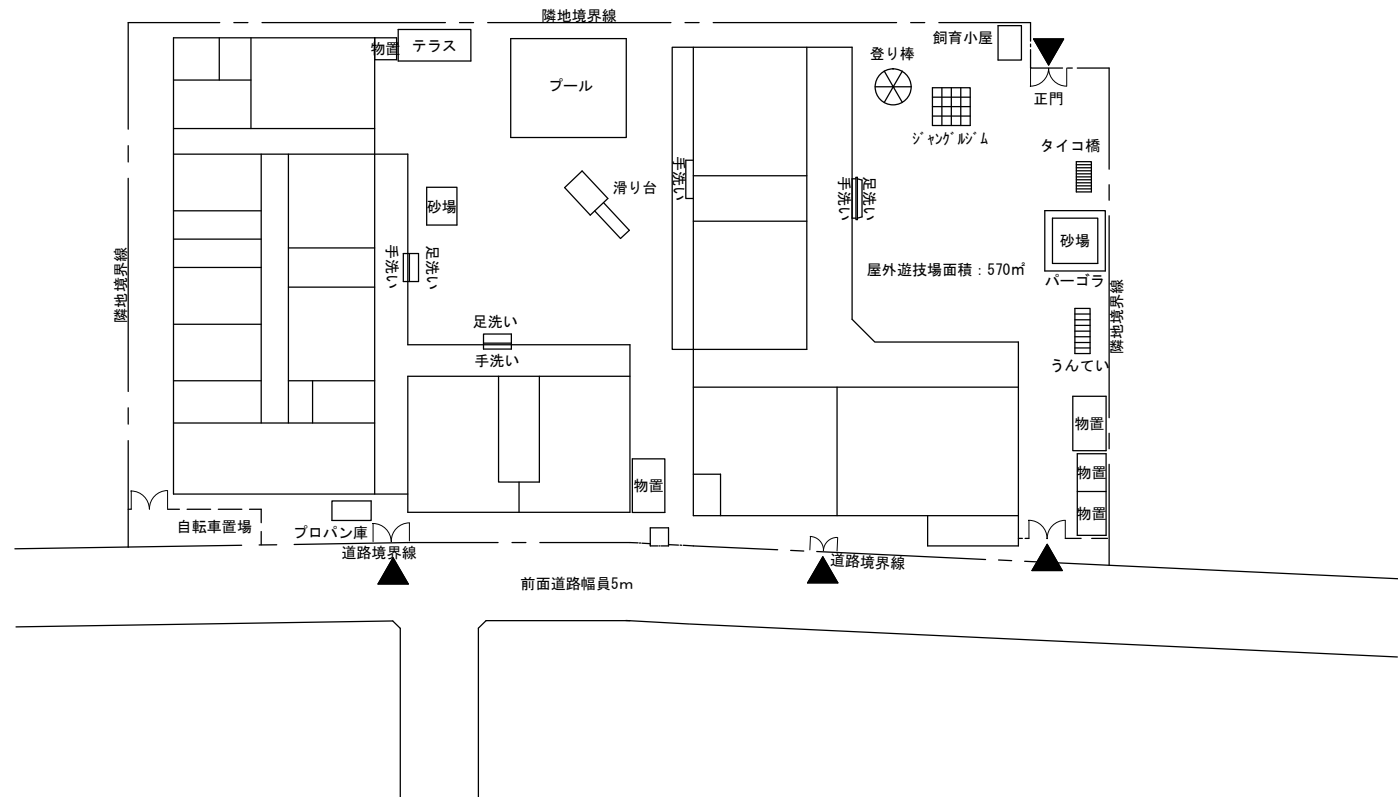 隣地境界線
物置
テラス
プール
飼育小屋
登り棒
正門
ジャングルジム
タイコ橋
手洗い
滑り台
砂場
手洗い
足洗い
砂場
隣地境界線
手洗い
足洗い
屋外遊技場面積：570㎡
パーゴラ
隣地境界線
足洗い
手洗い
うんてい
物置
物置
物置
物置
自転車置場
プロパン庫
道路境界線
道路境界線
前面道路幅員5m